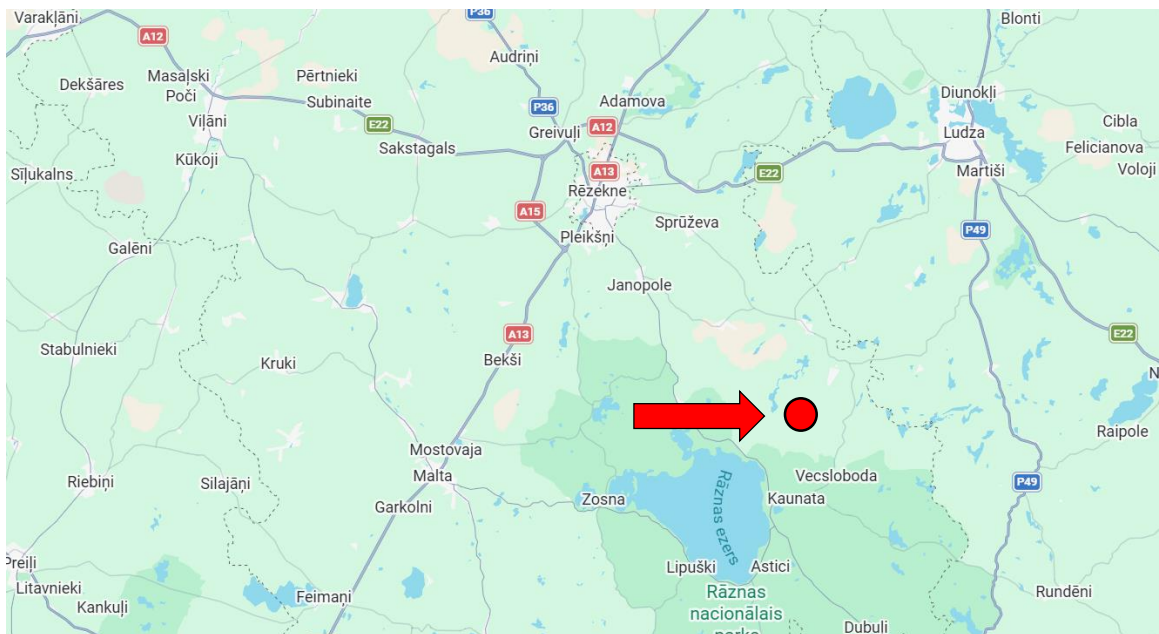 Varakļāni
A12
P36
Blonti
Audriņi
Dekšāres
Masaļski
Poči
Pērtnieki
Subinaite
Viļāni
P36
Adamova
A12
Greivuļi
E22
Sakstagals
Diunokļi
Ludza
Cibla
Felicianova
Voloji
Martiši
Kūkoji
Sīļukalns
A13
Rēzekne
E22
A15
Sprūževa
P49
Pleikšņi
Galēni
Janopole
Stabulnieki
Kruki
A13
Bekši
E22
N
Raipole
Mostovaja
Malta
Riebiņi
Silajāņi
Garkolni
Zosna
Rāznas ezers
Vecsloboda
Kaunata
P49
Preiļi
Litavnieki
Kankuļi
Feimaņi
Lipuški
Astici
Rāznas
nacionālais
parks
Rundēni
Dubuli